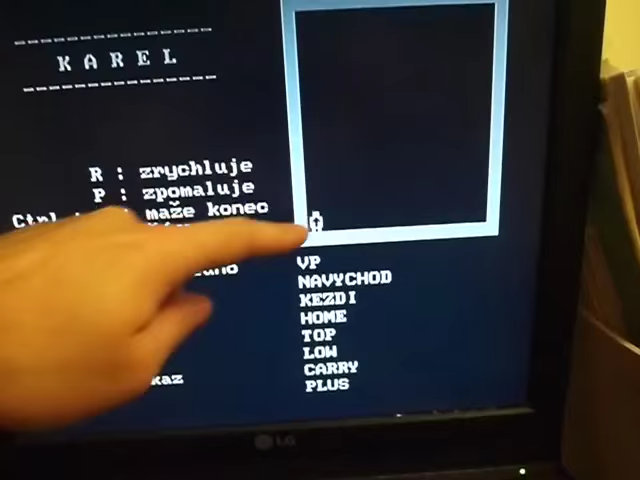 KAREL
R : zrychluje
P : zpomaluje
maže konec
VP
NAVYCHOD
KEZDI
HOME
TOP
LOW
CARRY
PLUS
LG